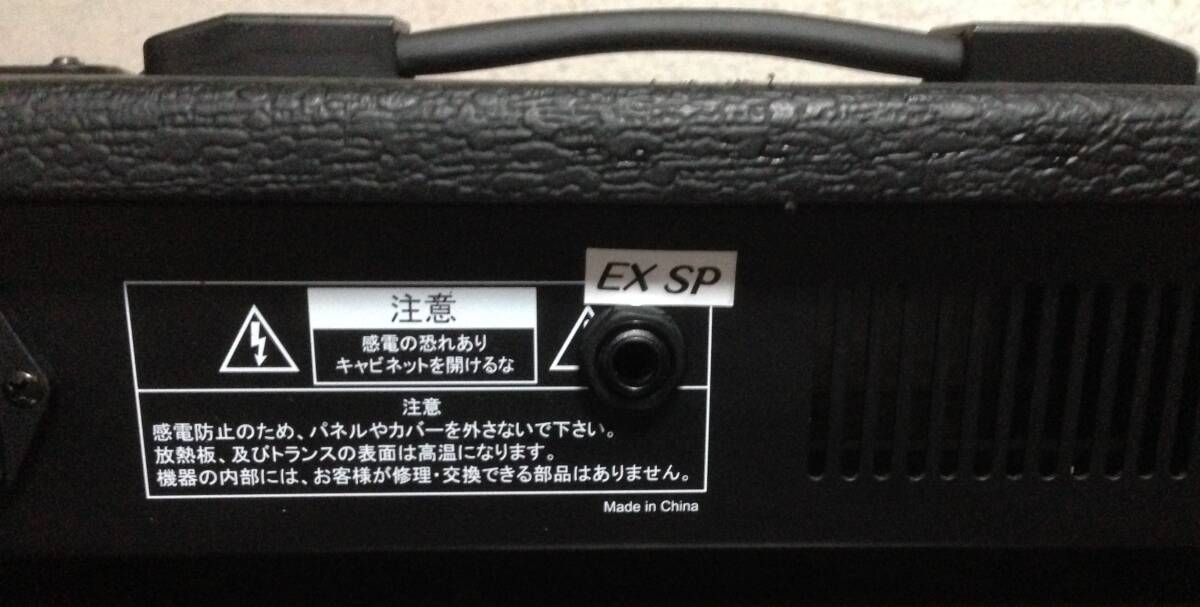 EX SP
注意
感電の恐れあり
キャビネットを開けるな
注意
感電防止のため、パネルやカバーを外さないで下さい。
放熱板、及びトランスの表面は高温になります。
機器の内部には、お客様が修理・交換できる部品はありません。
Made in China